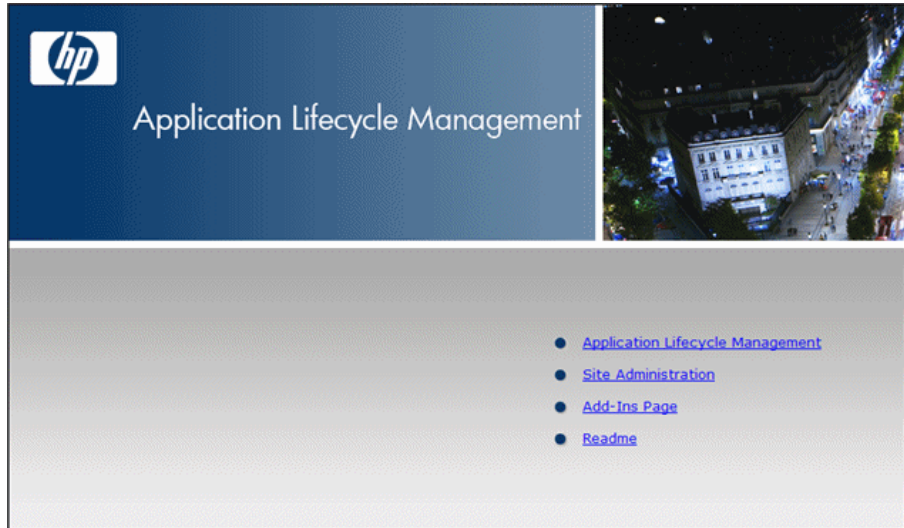 hp
Application Lifecycle Management
Application Lifecycle Management
Site Administration
Add-Ins Page
Readme